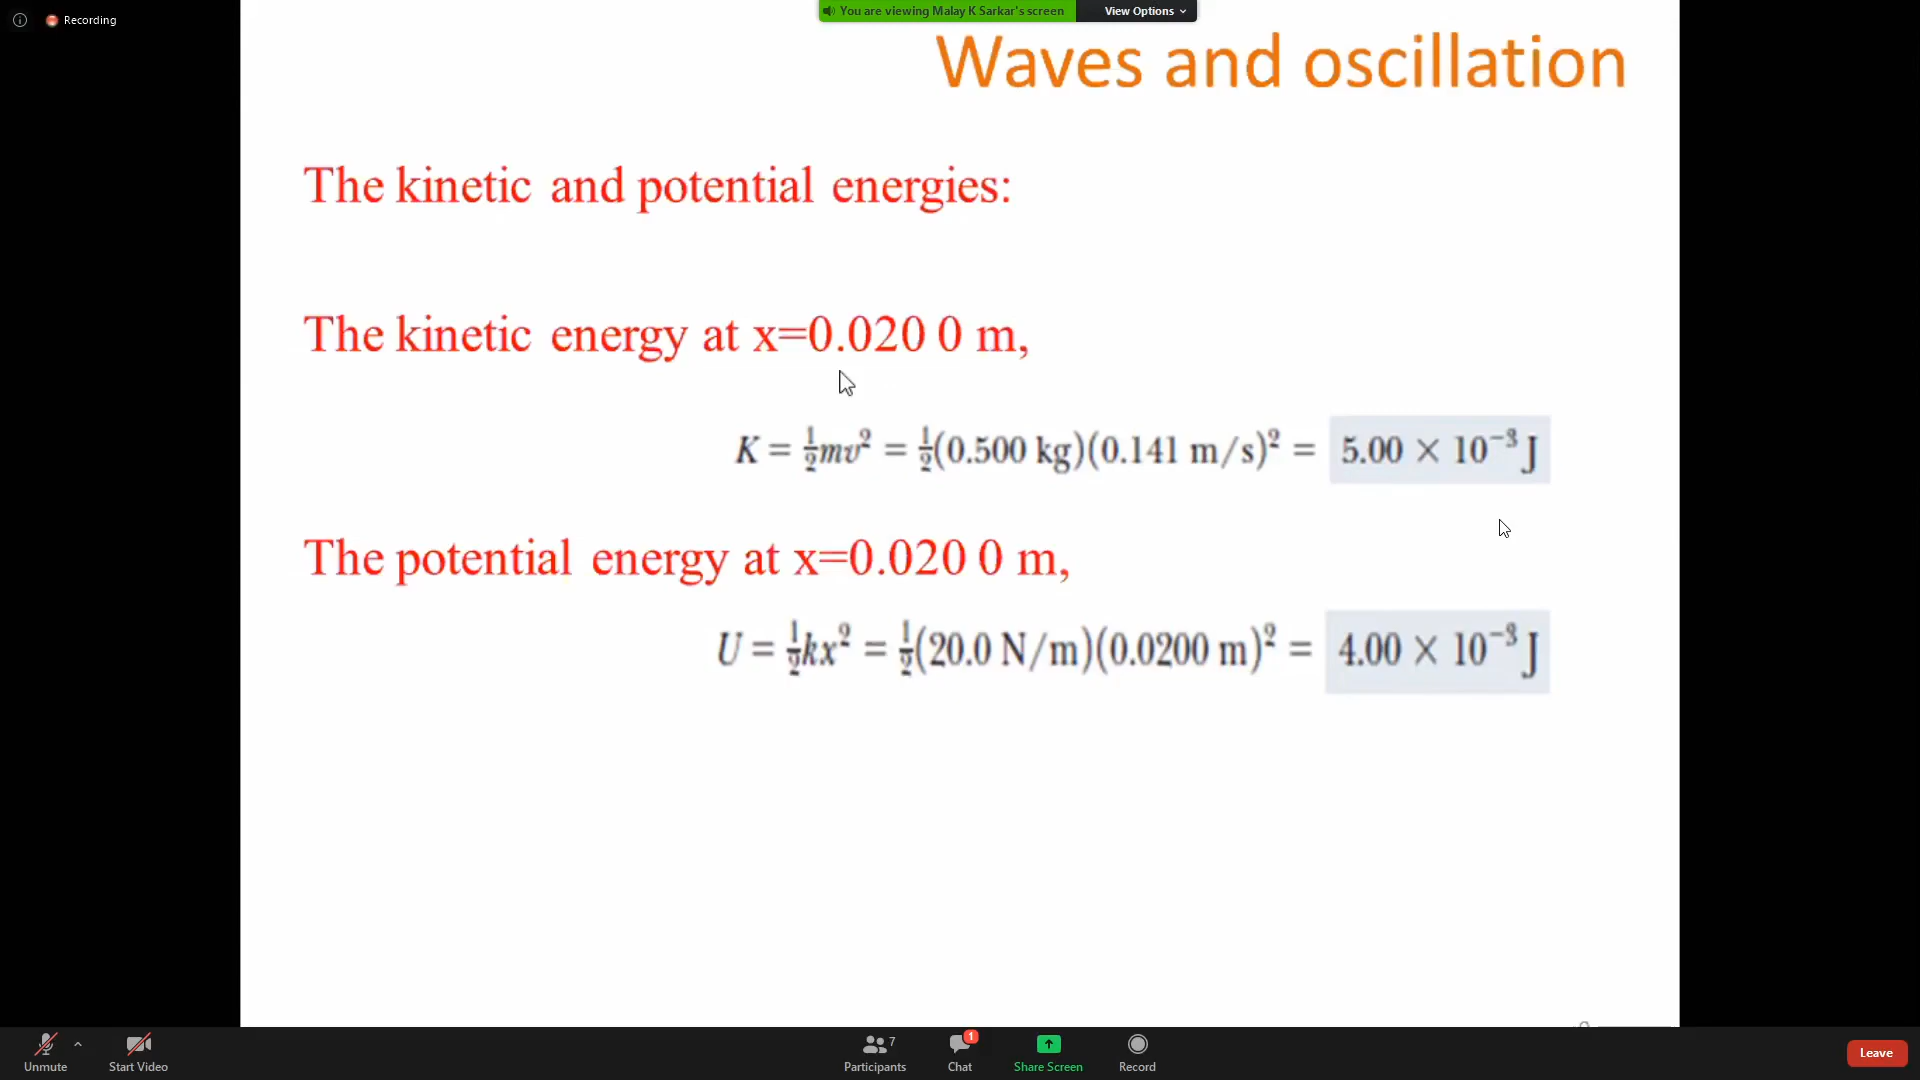 Recording
You are viewing Malay K Sarkar's screen
View Options
Waves and oscillation
The kinetic and potential energies:
The kinetic energy at x=0.020 0 m,
K = ½mv² = ½(0.500 kg)(0.141 m/s)² = 5.00 × 10⁻³ J
The potential energy at x=0.020 0 m,
U = ½kx² = ½(20.0 N/m)(0.0200 m)² = 4.00 × 10⁻³ J
Unmute
Start Video
7
Participants
1
Chat
Share Screen
Record
Leave